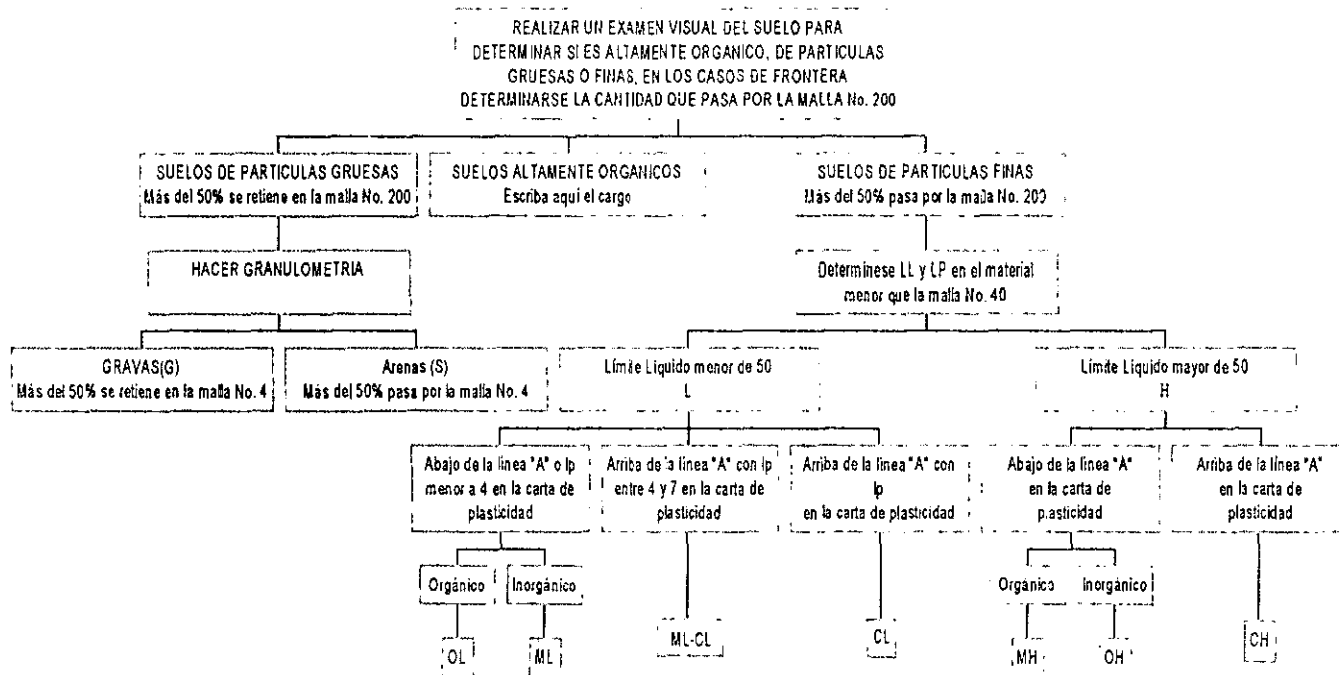 REALIZAR UN EXAMEN VISUAL DEL SUELO PARA
DETERMINAR SI ES ALTAMENTE ORGANICO, DE PARTICULAS
GRUESAS O FINAS, EN LOS CASOS DE FRONTERA
DETERMINARSE LA CANTIDAD QUE PASA POR LA MALLA No. 200
SUELOS DE PARTICULAS GRUESAS
Más del 50% se retiene en la malla No. 200
SUELOS ALTAMENTE ORGANICOS
Escriba aquí el cargo
SUELOS DE PARTICULAS FINAS
Más del 50% pasa por la malla No. 200
HACER GRANULOMETRIA
Determínese LL y LP en el material
menor que la malla No. 40
GRAVAS(G)
Más del 50% se retiene en la malla No. 4
Arenas (S)
Más del 50% pasa por la malla No. 4
Límite Liquido menor de 50
L
Límite Liquido mayor de 50
H
Abajo de la línea "A" o Ip
menor a 4 en la carta de
plasticidad
Arriba de la línea "A" con Ip
entre 4 y 7 en la carta de
plasticidad
Arriba de la línea "A" con
Ip
en la carta de plasticidad
Abajo de la línea "A"
en la carta de
plasticidad
Arriba de la línea "A"
en la carta de
plasticidad
Orgánico
Inorgánico
Orgánico
Inorgánico
OL
ML
ML-CL
CL
MH
OH
CH